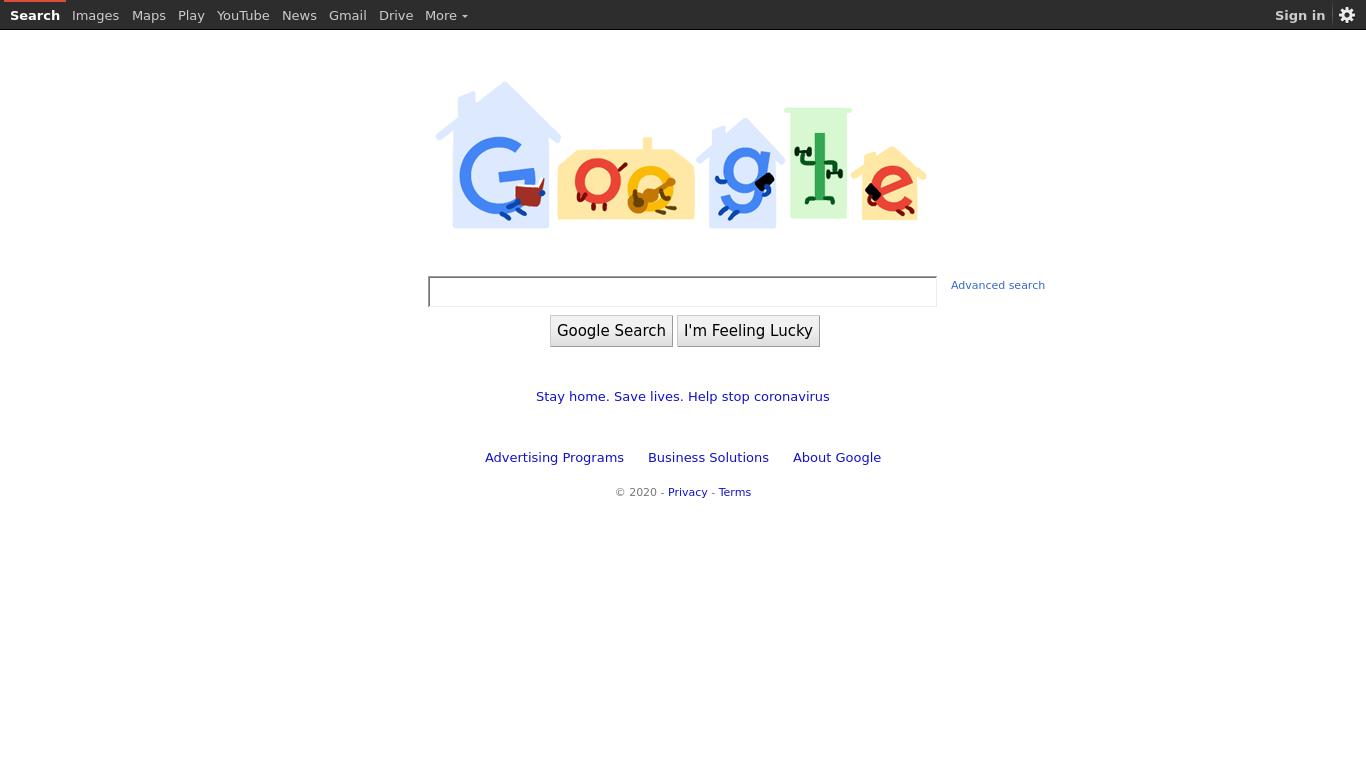 Search Images Maps Play YouTube News Gmail Drive More Sign in
Google
Advanced search
Google Search I'm Feeling Lucky
Stay home. Save lives. Help stop coronavirus
Advertising Programs Business Solutions About Google
© 2020 - Privacy - Terms